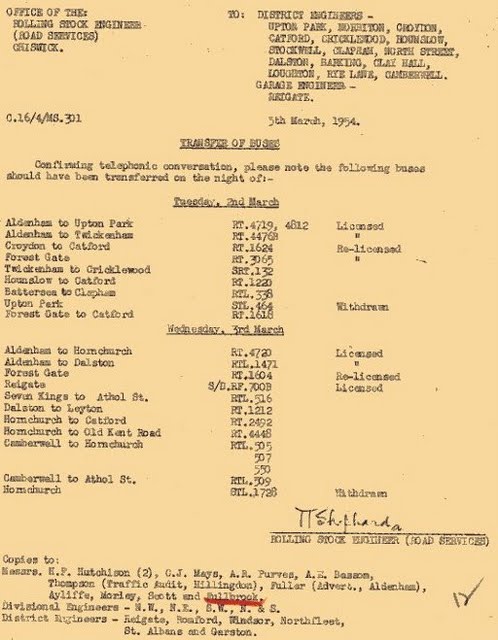 OFFICE OF THE:
ROLLING STOCK ENGINEER
(ROAD SERVICES)
CHISWICK.
TO: DISTRICT ENGINEERS -
UPTON PARK, NORBITON, CROYDON,
CATFORD, CRICKLEWOOD, HOUNSLOW,
STOCKWELL, CLAPHAM, NORTH STREET,
DALSTON, BARKING, CLAY HALL,
LOUGHTON, RYE LANE, CAMBERWELL.
GARAGE ENGINEER -
REIGATE.
C.16/4/MS.301
5th March, 1954.
TRANSFER OF BUSES
Confirming telephonic conversation, please note the following buses
should have been transferred on the night of:-
Tuesday, 2nd March
Aldenham to Upton Park RT.4719, 4812 Licensed
Aldenham to Twickenham RT.4476B "
Croydon to Catford RT.1624 Re-licensed
Forest Gate RT.3065 "
Twickenham to Cricklewood SRT.132
Hounslow to Catford RT.1220
Battersea to Clapham RTL.338
Upton Park STL.464 Withdrawn
Forest Gate to Catford RT.1618
Wednesday, 3rd March
Aldenham to Hornchurch RT.4720 Licensed
Aldenham to Dalston RTL.1471 "
Forest Gate RT.1604 Re-licensed
Reigate S/D.RF.700B Licensed
Seven Kings to Athol St. RTL.516
Dalston to Leyton RT.1212
Hornchurch to Catford RT.2492
Hornchurch to Old Kent Road RT.4448
Camberwell to Hornchurch RTL.505
507
550
Camberwell to Athol St. RTL.509
Hornchurch STL.1728 Withdrawn
ROLLING STOCK ENGINEER (ROAD SERVICES)
Copies to:
Messrs. K.F. Hutchison (2), C.J. Mays, A.R. Purves, A.E. Bassom,
Thompson (Traffic Audit, Hillingdon), Fuller (Advert., Aldenham),
Ayliffe, Morley, Scott and Bullbrook.
Divisional Engineers - N.W., N.E., S.W., N. & S.
District Engineers - Reigate, Romford, Windsor, Northfleet,
St. Albans and Garston.